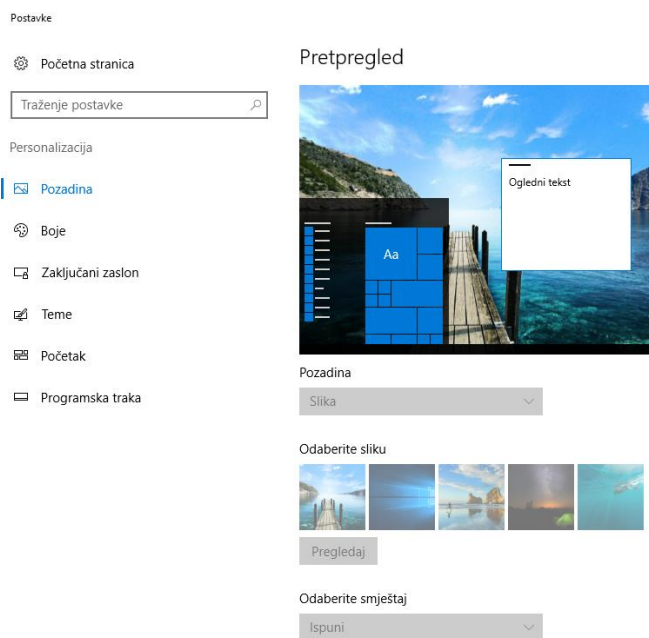 Postavke
Početna stranica
Traženje postavke
Personalizacija
Pozadina
Boje
Zaključani zaslon
Teme
Početak
Programska traka
Pretpregled
Ogledni tekst
Aa
Pozadina
Slika
Odaberite sliku
Pregledaj
Odaberite smještaj
Ispuni